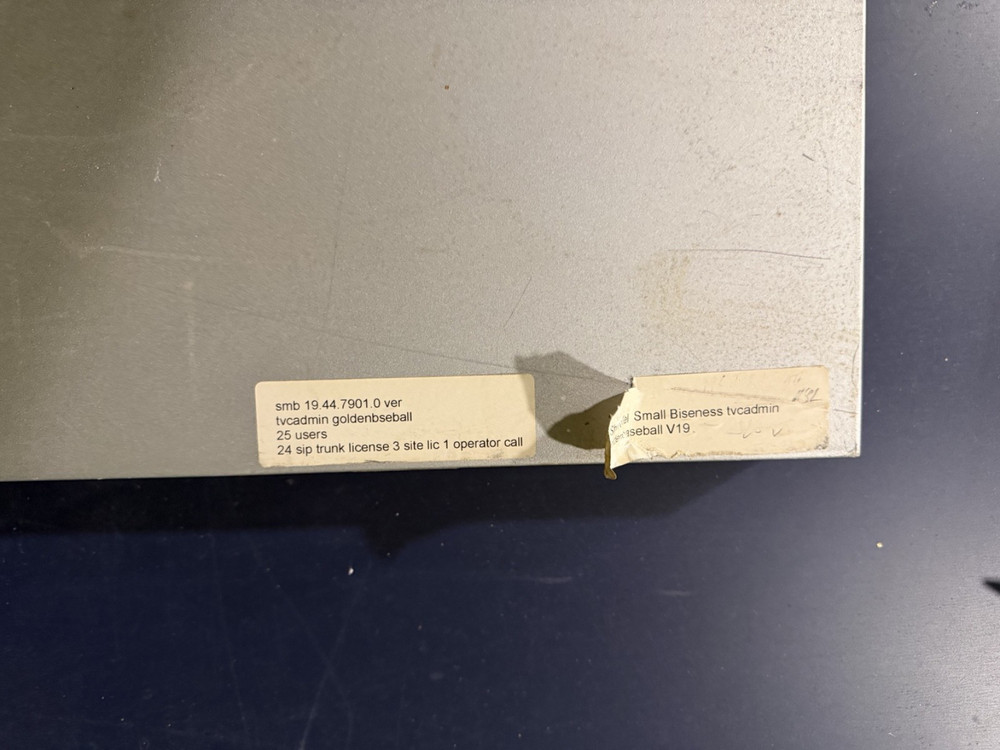 smb 19.44.7901.0 ver
tvcadmin goldenbseball
25 users
24 sip trunk license 3 site lic 1 operator call
Small Biseness tvcadmin
aseball V19